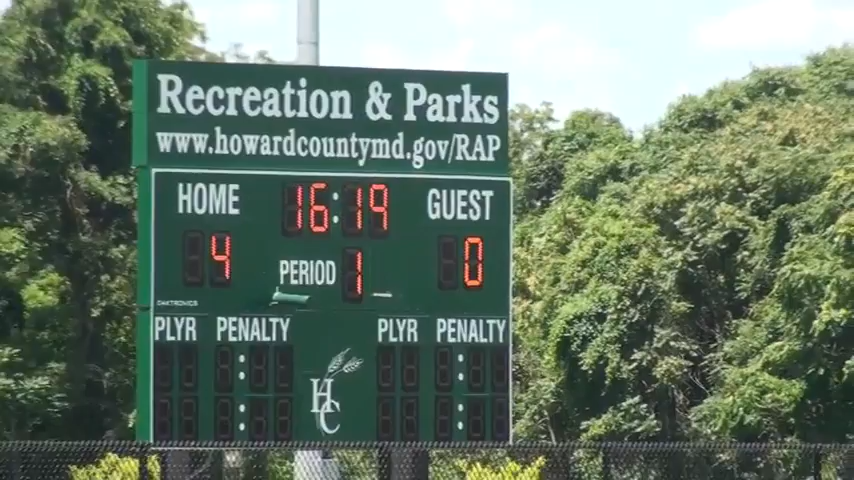 Recreation & Parks
www.howardcountymd.gov/RAP
HOME 16:19 GUEST
4 PERIOD 1 0
DAKTRONICS
PLYR PENALTY PLYR PENALTY
HC